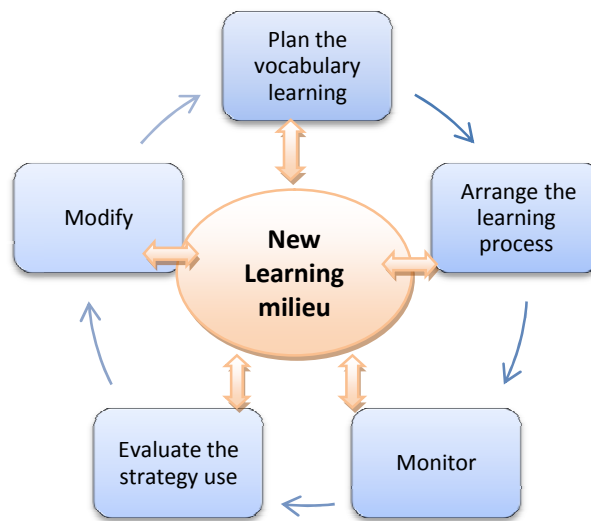 Plan the
vocabulary
learning
Arrange the
learning
process
Monitor
Evaluate the
strategy use
Modify
New
Learning
milieu